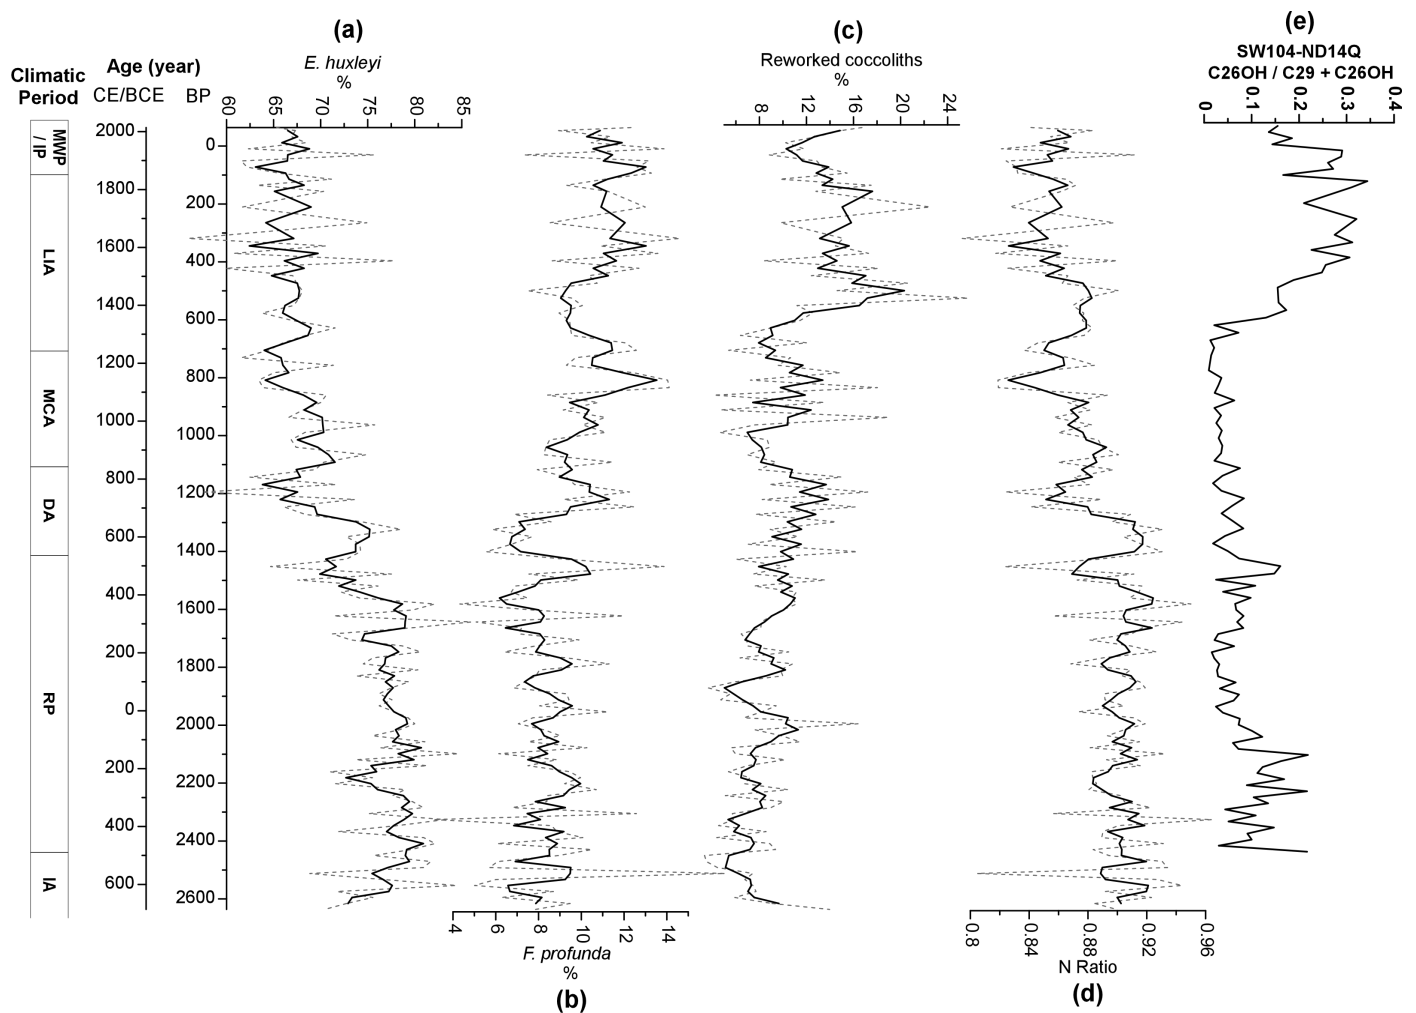 (a)
(c)
(e)
Climatic
Period
Age (year)
CE/BCE
BP
E. huxleyi
%
60
65
70
75
80
85
Reworked coccoliths
%
8
12
16
20
24
SW104-ND14Q
C26OH / C29 + C26OH
0
0.1
0.2
0.3
0.4
MWP
/ IP
LIA
MCA
DA
RP
IA
2000
1800
1600
1400
1200
1000
800
600
400
200
0
200
400
600
0
200
400
600
800
1000
1200
1400
1600
1800
2000
2200
2400
2600
4
6
8
10
12
14
F. profunda
%
(b)
0.8
0.84
0.88
0.92
0.96
N Ratio
(d)